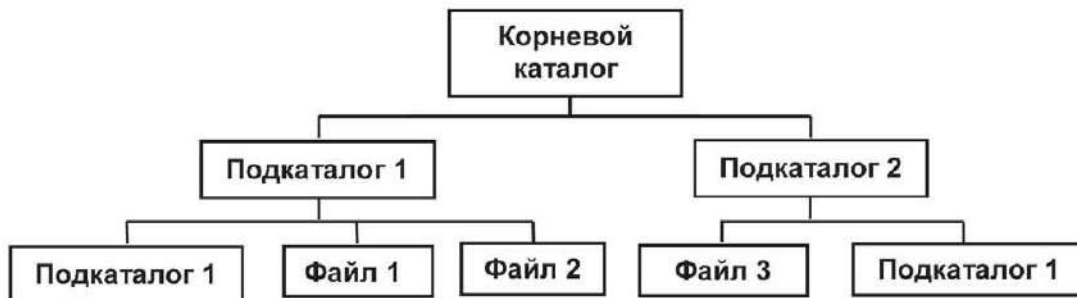 Корневой
каталог
Подкаталог 1
Подкаталог 2
Подкаталог 1
Файл 1
Файл 2
Файл 3
Подкаталог 1